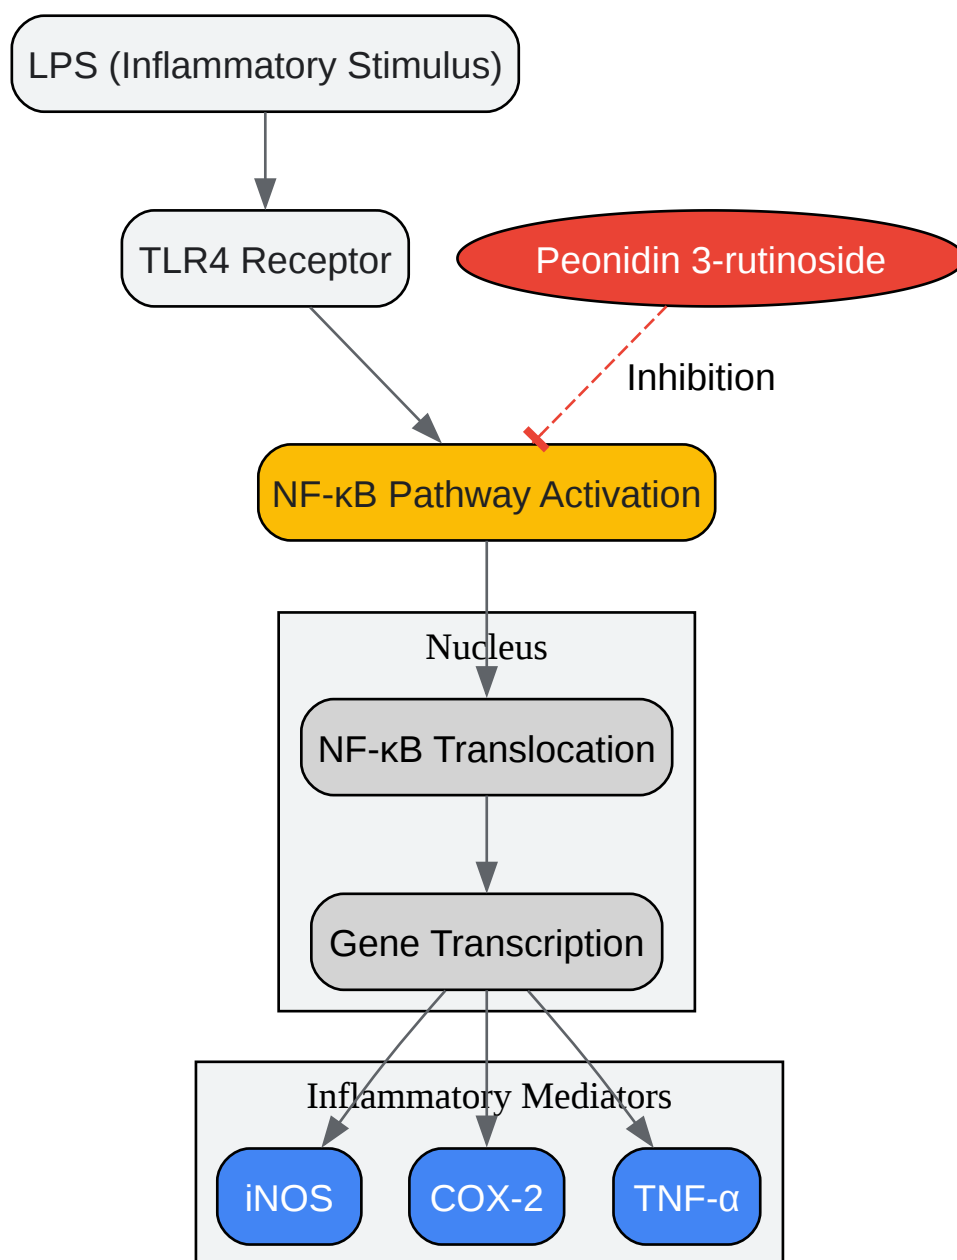 LPS (Inflammatory Stimulus)
TLR4 Receptor
Peonidin 3-rutinoside
Inhibition
NF-κB Pathway Activation
Nucleus
NF-κB Translocation
Gene Transcription
Inflammatory Mediators
iNOS
COX-2
TNF-α